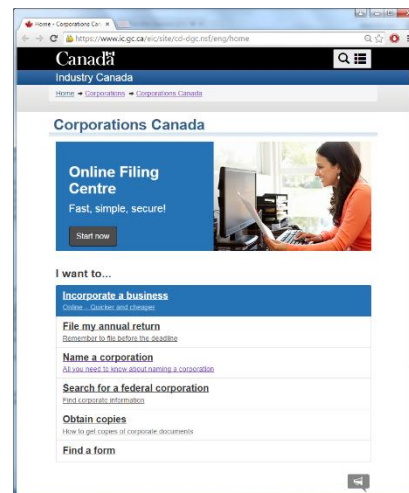 Home - Corporations Can
https://www.ic.gc.ca/eic/site/cd-dgc.nsf/eng/home
Canada
Industry Canada
Home ➔ Corporations ➔ Corporations Canada
Corporations Canada
Online Filing
Centre
Fast, simple, secure!
Start now
I want to...
Incorporate a business
Online – Quicker and cheaper
File my annual return
Remember to file before the deadline
Name a corporation
All you need to know about naming a corporation
Search for a federal corporation
Find corporate information
Obtain copies
How to get copies of corporate documents
Find a form